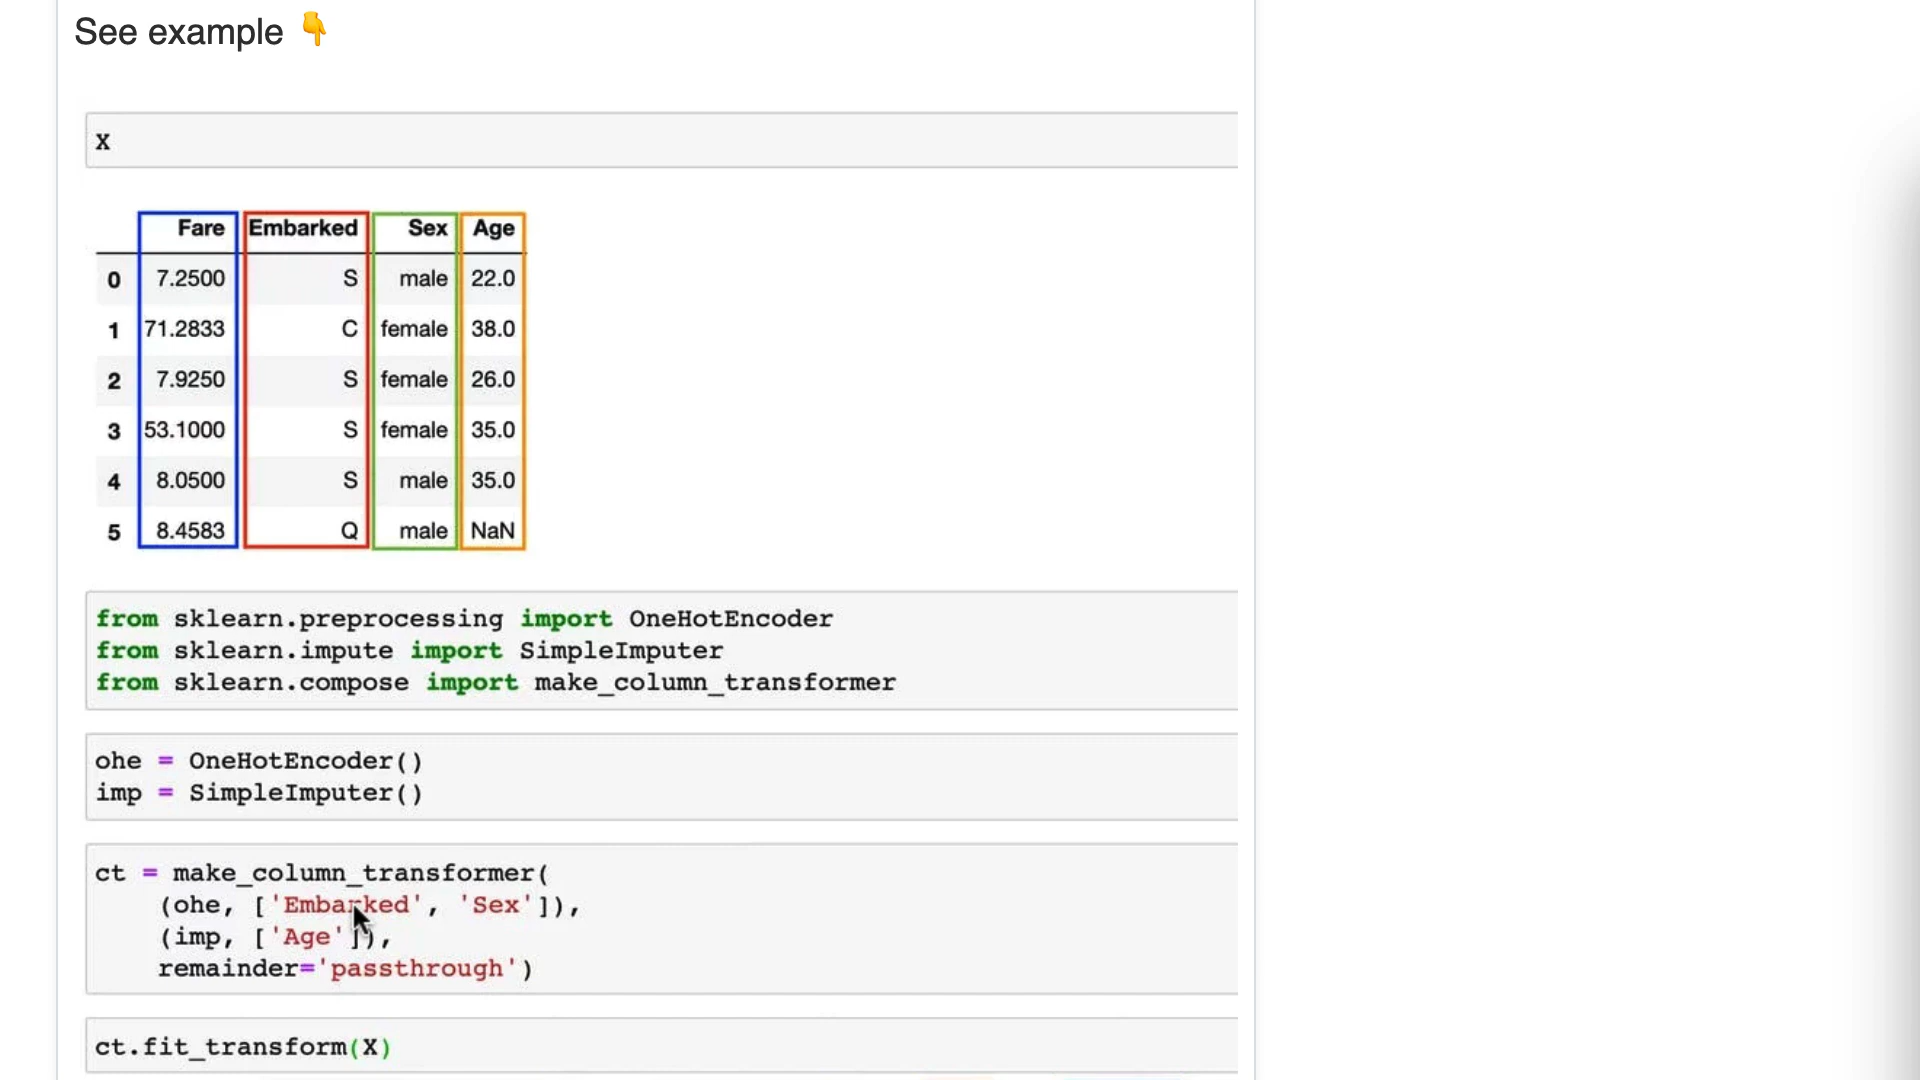 See example 👇
X
Fare Embarked Sex Age
0 7.2500 S male 22.0
1 71.2833 C female 38.0
2 7.9250 S female 26.0
3 53.1000 S female 35.0
4 8.0500 S male 35.0
5 8.4583 Q male NaN
from sklearn.preprocessing import OneHotEncoder
from sklearn.impute import SimpleImputer
from sklearn.compose import make_column_transformer
ohe = OneHotEncoder()
imp = SimpleImputer()
ct = make_column_transformer(
    (ohe, ['Embarked', 'Sex']),
    (imp, ['Age']),
    remainder='passthrough')
ct.fit_transform(X)